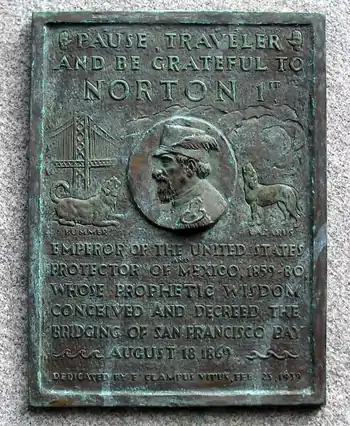 PAUSE, TRAVELER
AND BE GRATEFUL TO
NORTON 1ST
BUMMER LAZARUS
EMPEROR OF THE UNITED STATES
AND
PROTECTOR OF MEXICO, 1859-80
WHOSE PROPHETIC WISDOM
CONCEIVED AND DECREED THE
BRIDGING OF SAN FRANCISCO BAY
AUGUST 18 1869
DEDICATED BY E CLAMPUS VITUS, FEB. 25, 1939